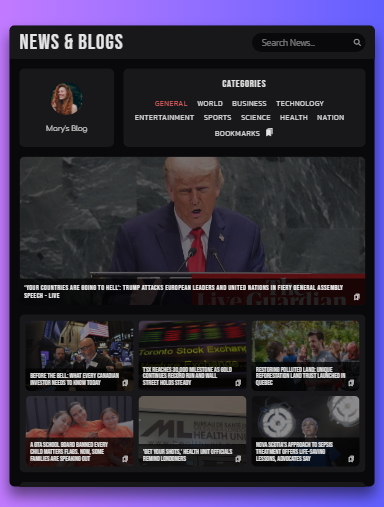 NEWS & BLOGS
Search News...
Mary's Blog
CATEGORIES
GENERAL WORLD BUSINESS TECHNOLOGY
ENTERTAINMENT SPORTS SCIENCE HEALTH NATION
BOOKMARKS
'YOUR COUNTRIES ARE GOING TO HELL': TRUMP ATTACKS EUROPEAN LEADERS AND UNITED NATIONS IN FIERY GENERAL ASSEMBLY
SPEECH - LIVE
The Live Guardian
BEFORE THE BELL: WHAT EVERY CANADIAN
INVESTOR NEEDS TO KNOW TODAY
Toronto Stock Exchange
TSX REACHES 30,000 MILESTONE AS GOLD
CONTINUES RECORD RUN AND WALL
STREET HOLDS STEADY
RESTORING POLLUTED LAND: UNIQUE
REFORESTATION TEST LAUNCHED IN
QUEBEC
A GTA SCHOOL BOARD BANNED EVERY
CHILD MATTERS FLAGS. NOW, SOME
FAMILIES ARE SPEAKING OUT
ML
HEALTH UNIT
'GET YOUR SHOTS,' HEALTH UNIT OFFICIALS
REMIND LONDONERS
NOVA SCOTIA'S APPROACH TO SEPSIS
TREATMENT OFFERS LIFE-SAVING
LESSONS, ADVOCATES SAY